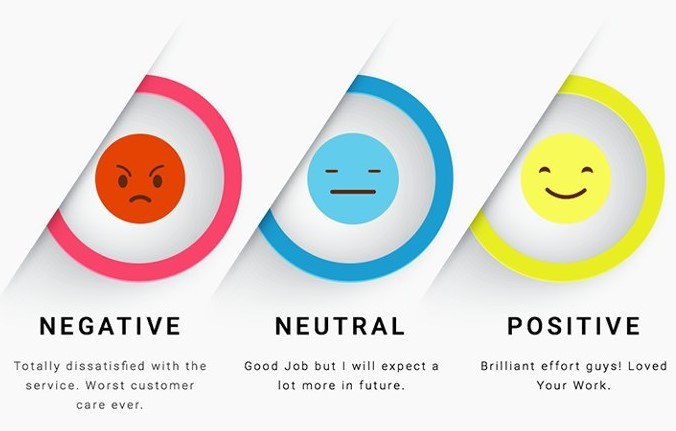 NEGATIVE
Totally dissatisfied with the
service. Worst customer
care ever.
NEUTRAL
Good Job but I will expect a
lot more in future.
POSITIVE
Brilliant effort guys! Loved
Your Work.